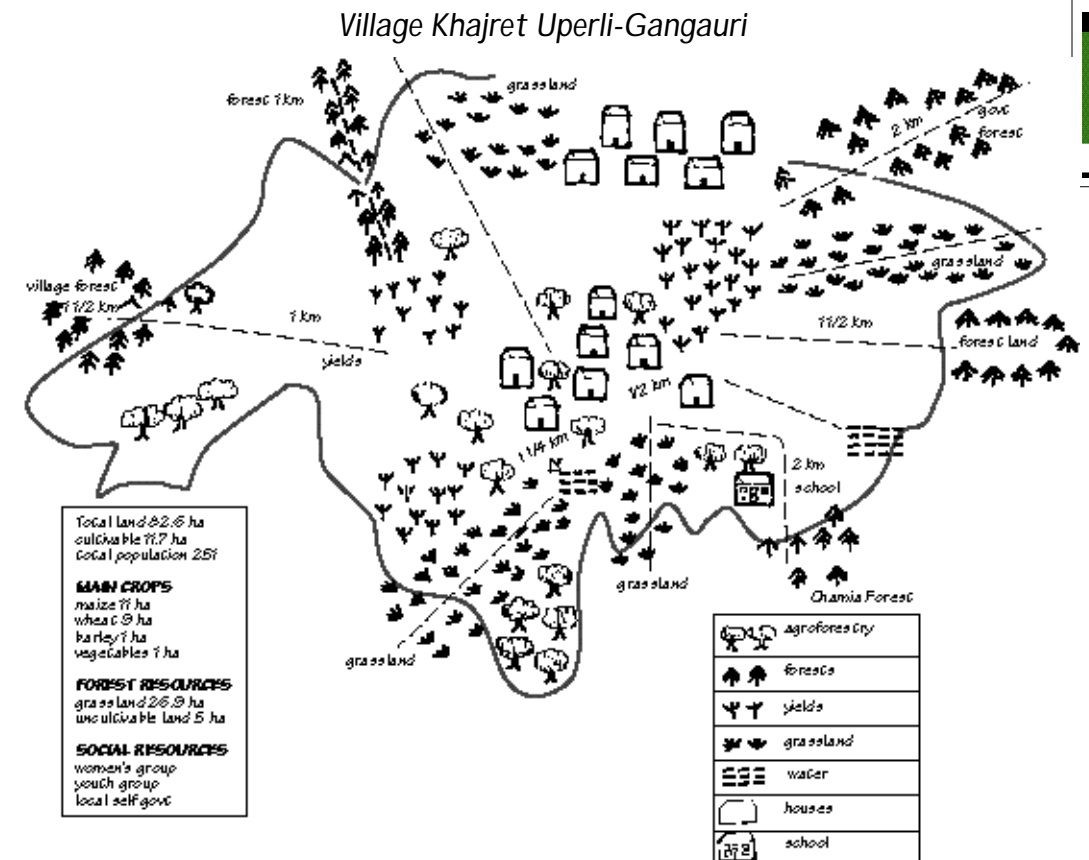 Village Khajret Uperli-Gangauri
grassland
forest 1 km
2 km
govt
forest
village forest
1 1/2 km
1 km
yields
grassland
1 1/2 km
forest land
1/2 km
1 1/4 km
2 km
school
grassland
grassland
Chamia Forest
Total land 82.6 ha
cultivable 11.7 ha
total population 251
MAIN CROPS
maize 11 ha
wheat 9 ha
barley 1 ha
vegetables 1 ha
FOREST RESOURCES
grassland 26.9 ha
uncultivable land 5 ha
SOCIAL RESOURCES
women's group
youth group
local self govt
agroforestry
forests
yields
grassland
water
houses
school